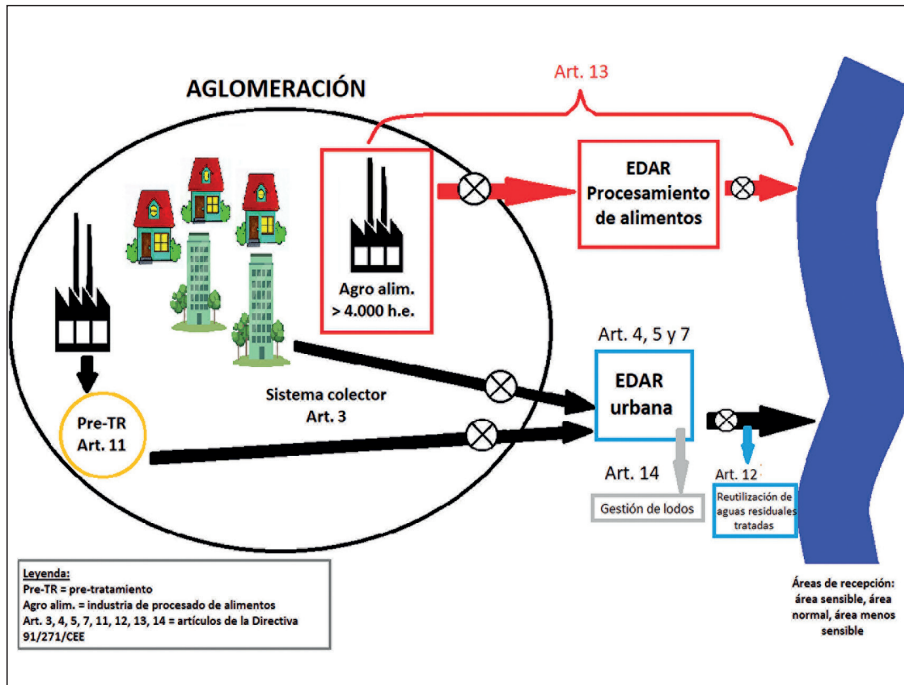 Art. 13
AGLOMERACIÓN
EDAR
Procesamiento
de alimentos
Agro alim.
> 4.000 h.e.
Art. 4, 5 y 7
EDAR
urbana
Sistema colector
Art. 3
Pre-TR
Art. 11
Art. 14
Gestión de lodos
Art. 12
Reutilización de
aguas residuales
tratadas
Leyenda:
Pre-TR = pre-tratamiento
Agro alim. = industria de procesado de alimentos
Art. 3, 4, 5, 7, 11, 12, 13, 14 = artículos de la Directiva
91/271/CEE
Áreas de recepción:
área sensible, área
normal, área menos
sensible